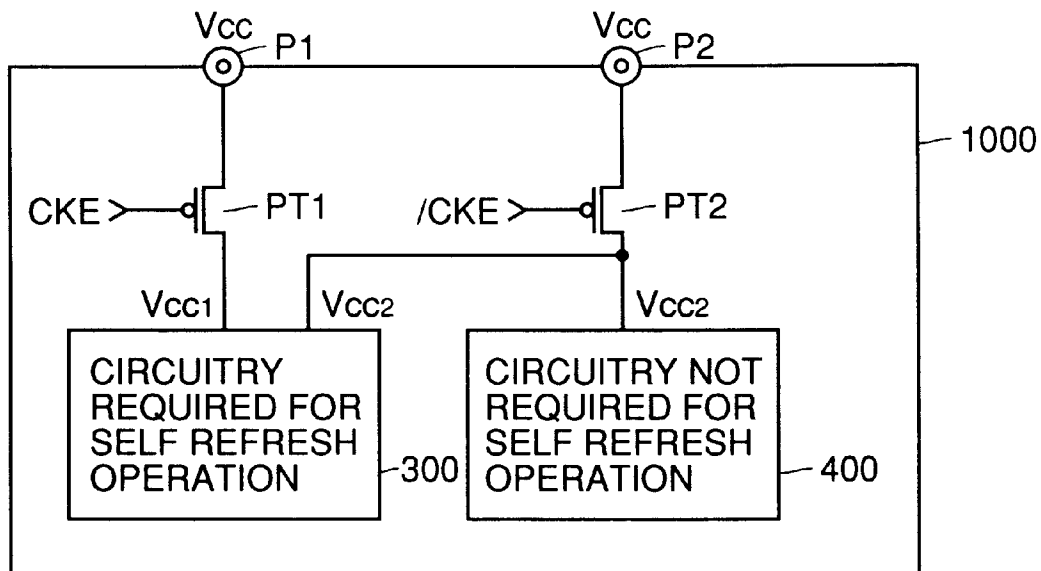 Vcc P1
Vcc P2
1000
CKE PT1
/CKE PT2
Vcc1 Vcc2
Vcc2
CIRCUITRY
REQUIRED FOR
SELF REFRESH
OPERATION
300
CIRCUITRY NOT
REQUIRED FOR
SELF REFRESH
OPERATION
400